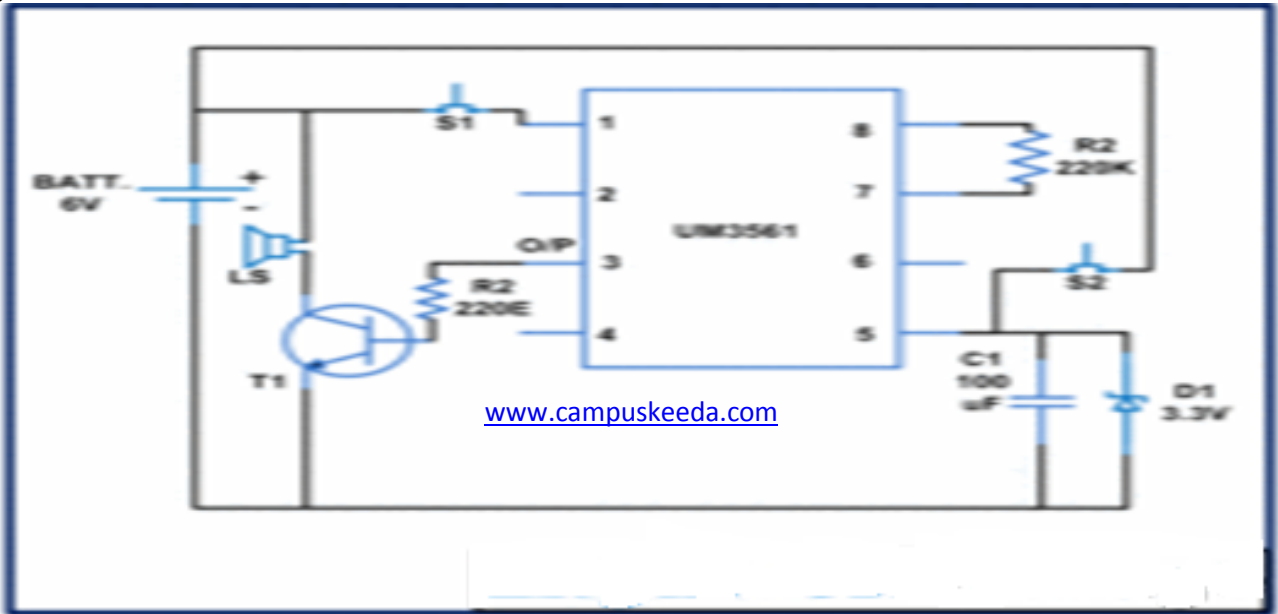 S1
BATT.
6V
+
-
LS
T1
O/P
R2
220E
1
2
3
4
UM3561
8
7
6
5
R2
220K
S2
C1
100
uF
D1
3.3V
www.campuskeeda.com